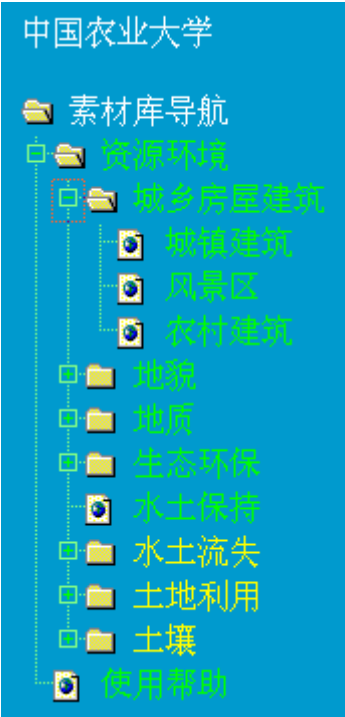 中国农业大学
素材库导航
资源环境
城乡房屋建筑
城镇建筑
风景区
农村建筑
地貌
地质
生态环保
水土保持
水土流失
土地利用
土壤
使用帮助